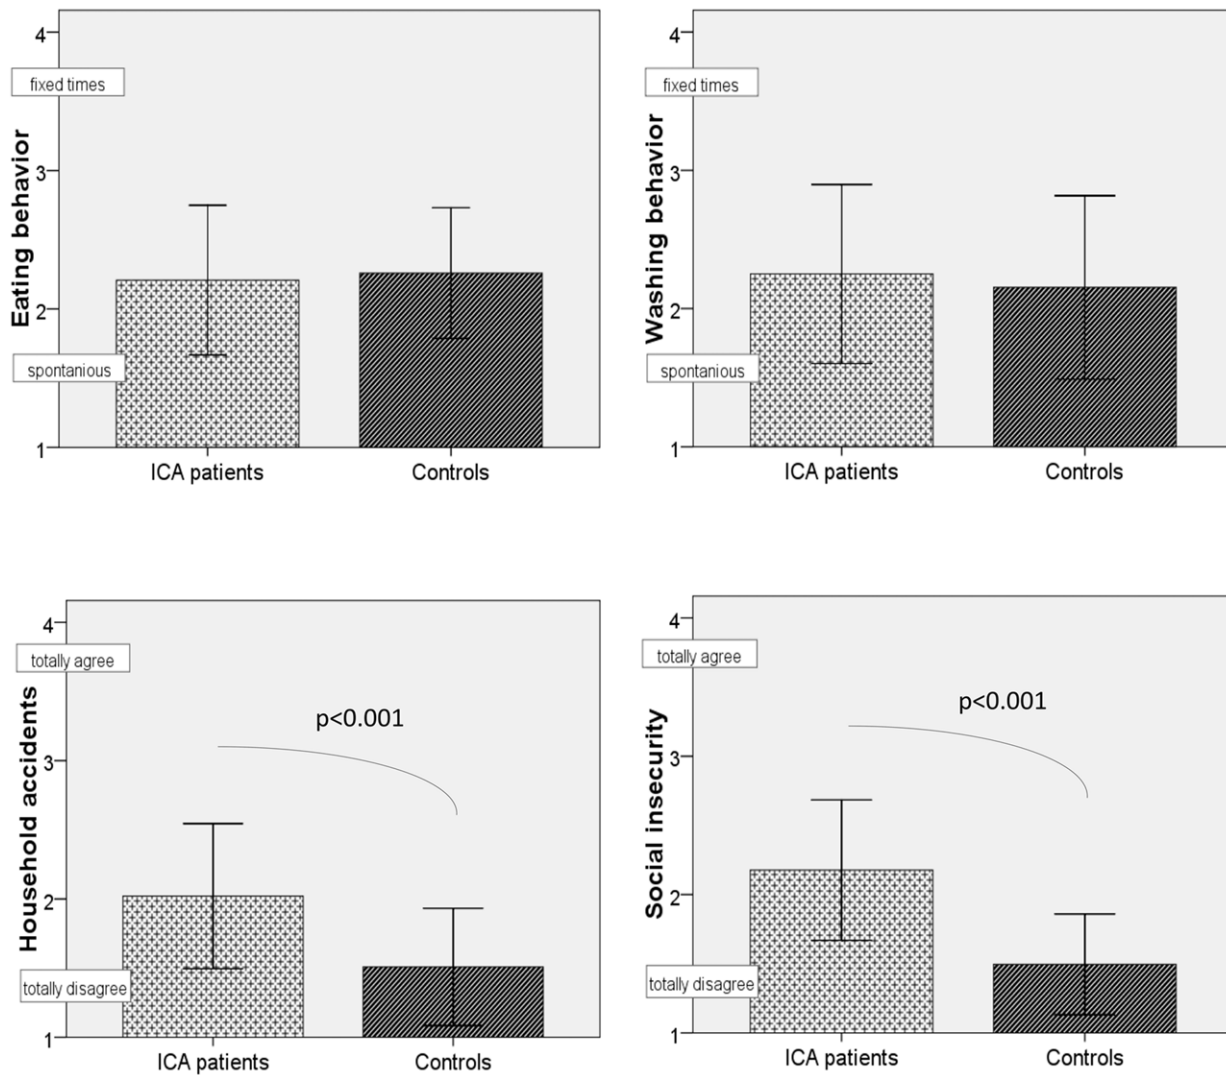 4
fixed times
3
Eating behavior
2
spontanious
1
ICA patients
Controls
4
fixed times
3
Washing behavior
2
spontanious
1
ICA patients
Controls
4
totally agree
p<0.001
3
Household accidents
2
totally disagree
1
ICA patients
Controls
4
totally agree
p<0.001
3
Social insecurity
2
totally disagree
1
ICA patients
Controls